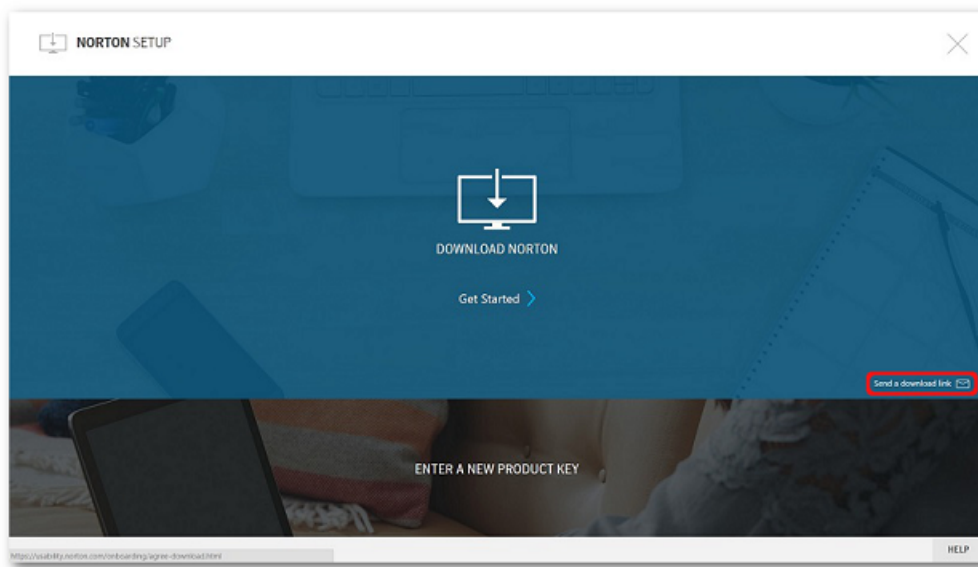 NORTON SETUP
DOWNLOAD NORTON
Get Started
Send a download link
ENTER A NEW PRODUCT KEY
https://usability.norton.com/onboarding/agree-download.html
HELP